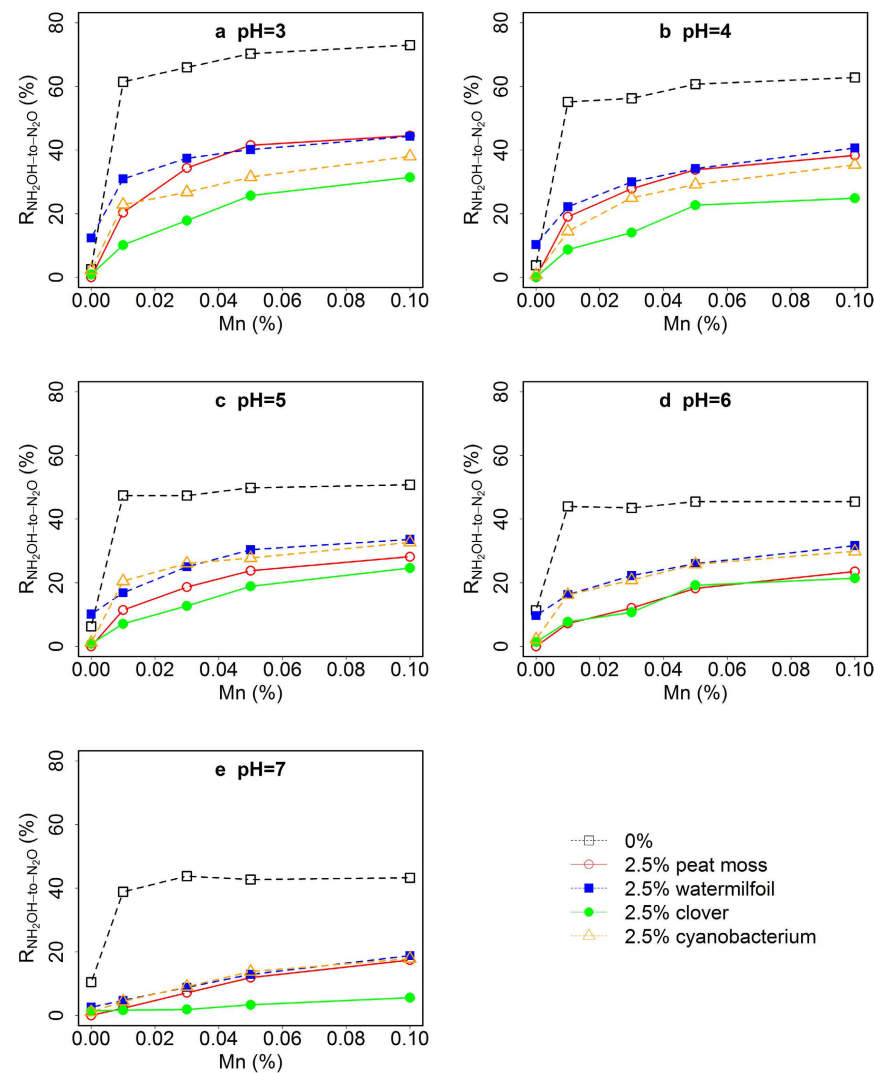 a pH=3
80
60
40
20
0
R_NH2OH−to−N2O (%)
0.00 0.02 0.04 0.06 0.08 0.10
Mn (%)
b pH=4
80
60
40
20
0
R_NH2OH−to−N2O (%)
0.00 0.02 0.04 0.06 0.08 0.10
Mn (%)
c pH=5
80
60
40
20
0
R_NH2OH−to−N2O (%)
0.00 0.02 0.04 0.06 0.08 0.10
Mn (%)
d pH=6
80
60
40
20
0
R_NH2OH−to−N2O (%)
0.00 0.02 0.04 0.06 0.08 0.10
Mn (%)
e pH=7
80
60
40
20
0
R_NH2OH−to−N2O (%)
0.00 0.02 0.04 0.06 0.08 0.10
Mn (%)
0%
2.5% peat moss
2.5% watermilfoil
2.5% clover
2.5% cyanobacterium